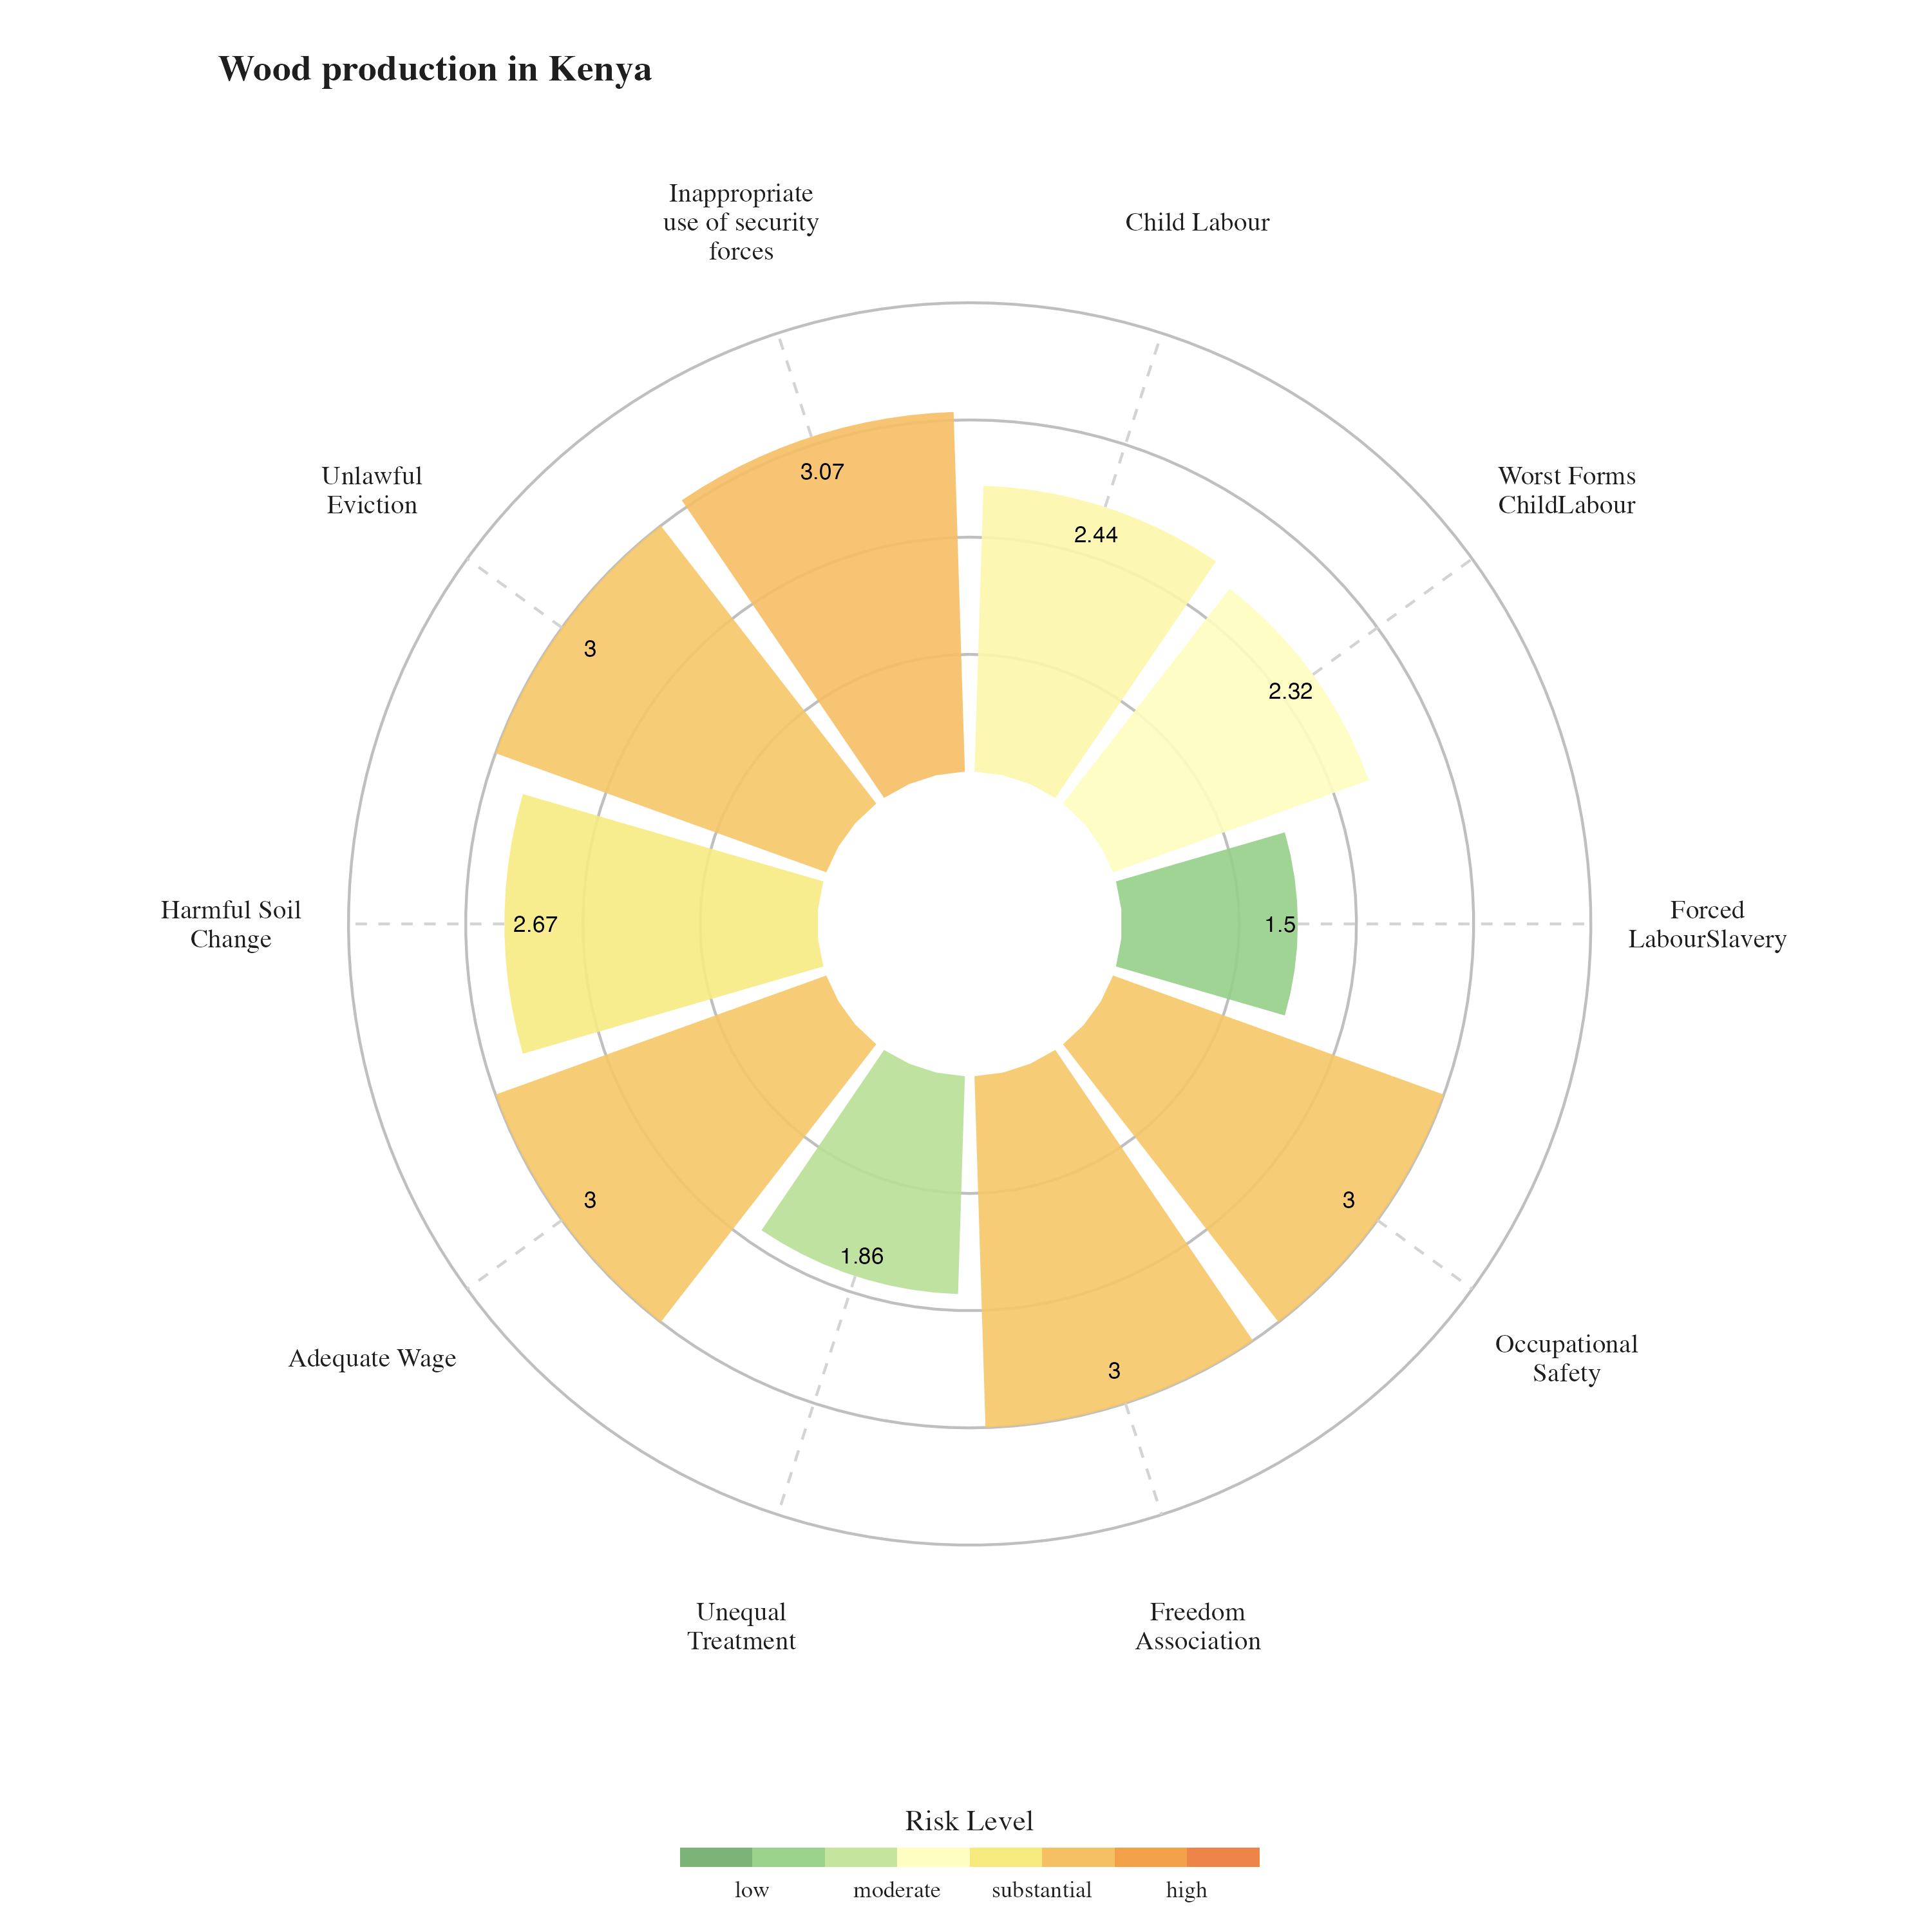 Wood production in Kenya
Inappropriate
use of security
forces
Child Labour
Unlawful
Eviction
Worst Forms
ChildLabour
3.07
2.44
3
2.32
Harmful Soil
Change
2.67
1.5
Forced
LabourSlavery
3
3
1.86
3
Adequate Wage
Occupational
Safety
Unequal
Treatment
Freedom
Association
Risk Level
low
moderate
substantial
high